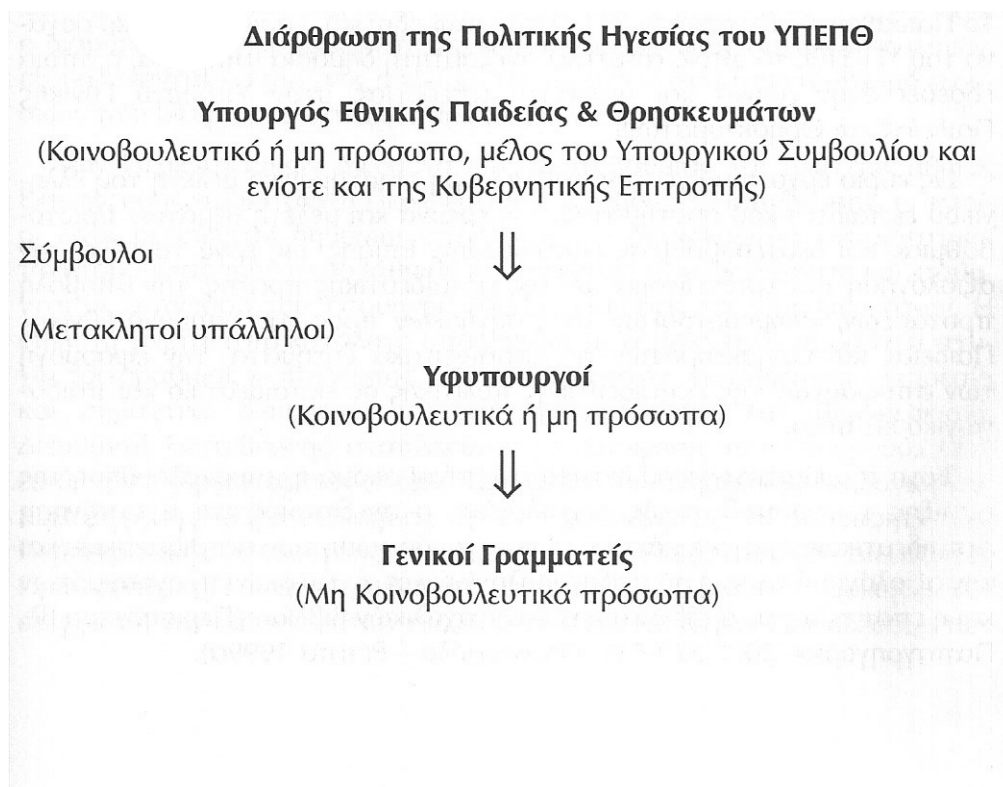 Διάρθρωση της Πολιτικής Ηγεσίας του ΥΠΕΠΘ
Υπουργός Εθνικής Παιδείας & Θρησκευμάτων
(Κοινοβουλευτικό ή μη πρόσωπο, μέλος του Υπουργικού Συμβουλίου και
ενίοτε και της Κυβερνητικής Επιτροπής)
Σύμβουλοι
(Μετακλητοί υπάλληλοι)
Υφυπουργοί
(Κοινοβουλευτικά ή μη πρόσωπα)
Γενικοί Γραμματείς
(Μη Κοινοβουλευτικά πρόσωπα)